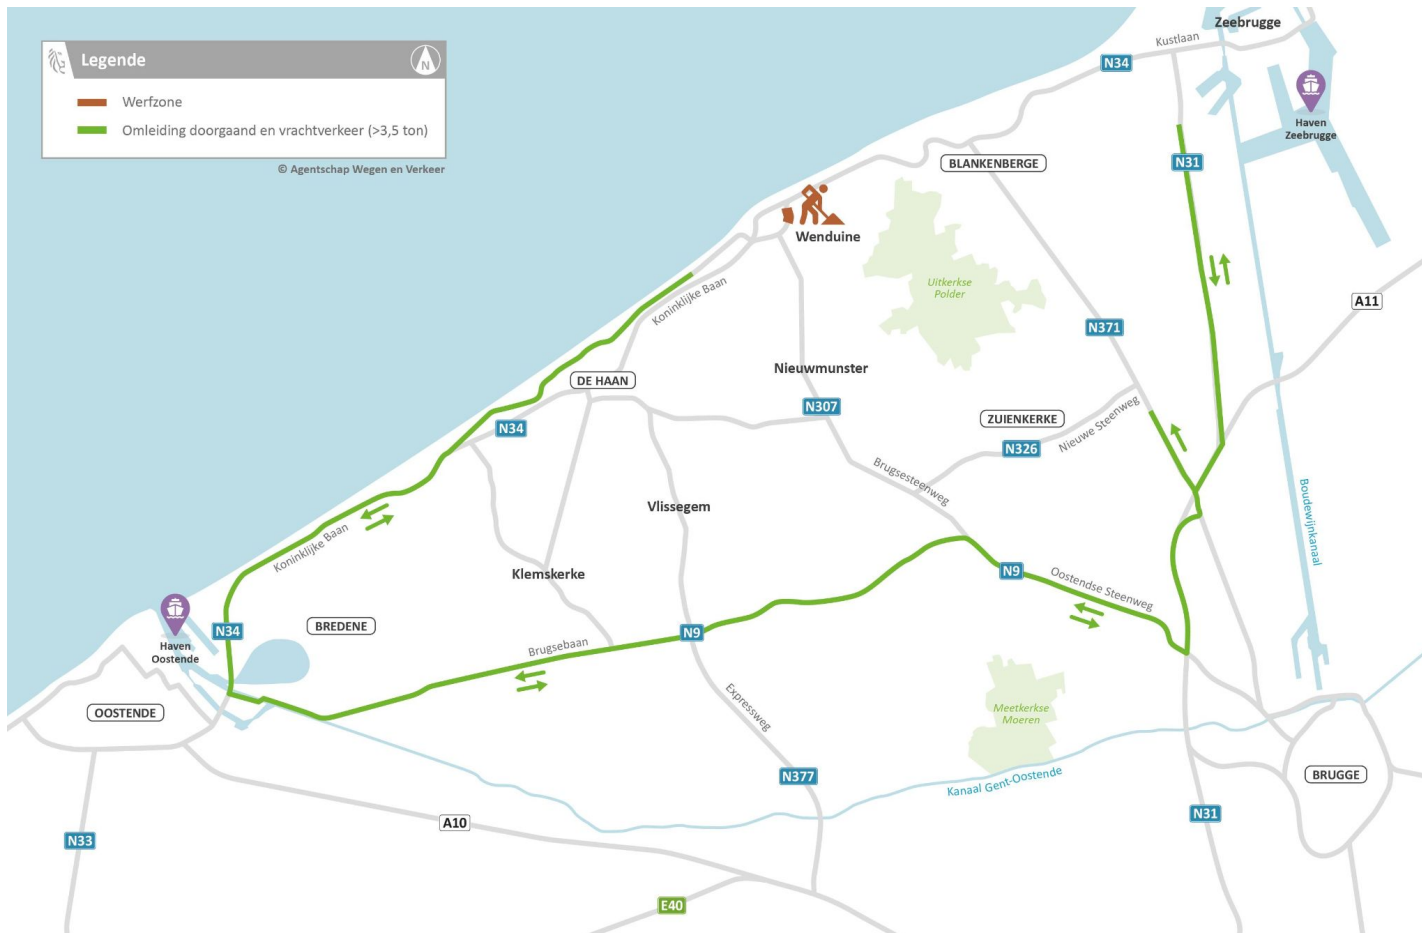 Zeebrugge
Kustlaan
N34
Legende
N
Werfzone
Omleiding doorgaand en vrachtverkeer (>3,5 ton)
© Agentschap Wegen en Verkeer
Haven
Zeebrugge
BLANKENBERGE
N31
Wenduine
Uitkerkse
Polder
Koninklijke Baan
A11
N371
Nieuwmunster
DE HAAN
N307
ZUIENKERKE
Nieuwe Steenweg
N34
N326
Brugsesteenweg
Vlissegem
Boudewijnkanaal
Koninklijke Baan
Klemskerke
N9
Oostendse Steenweg
Haven
Oostende
N34
BREDENE
N9
Brugsebaan
Expressweg
Meetkerkse
Moeren
OOSTENDE
N377
Kanaal Gent-Oostende
BRUGGE
N33
A10
N31
E40